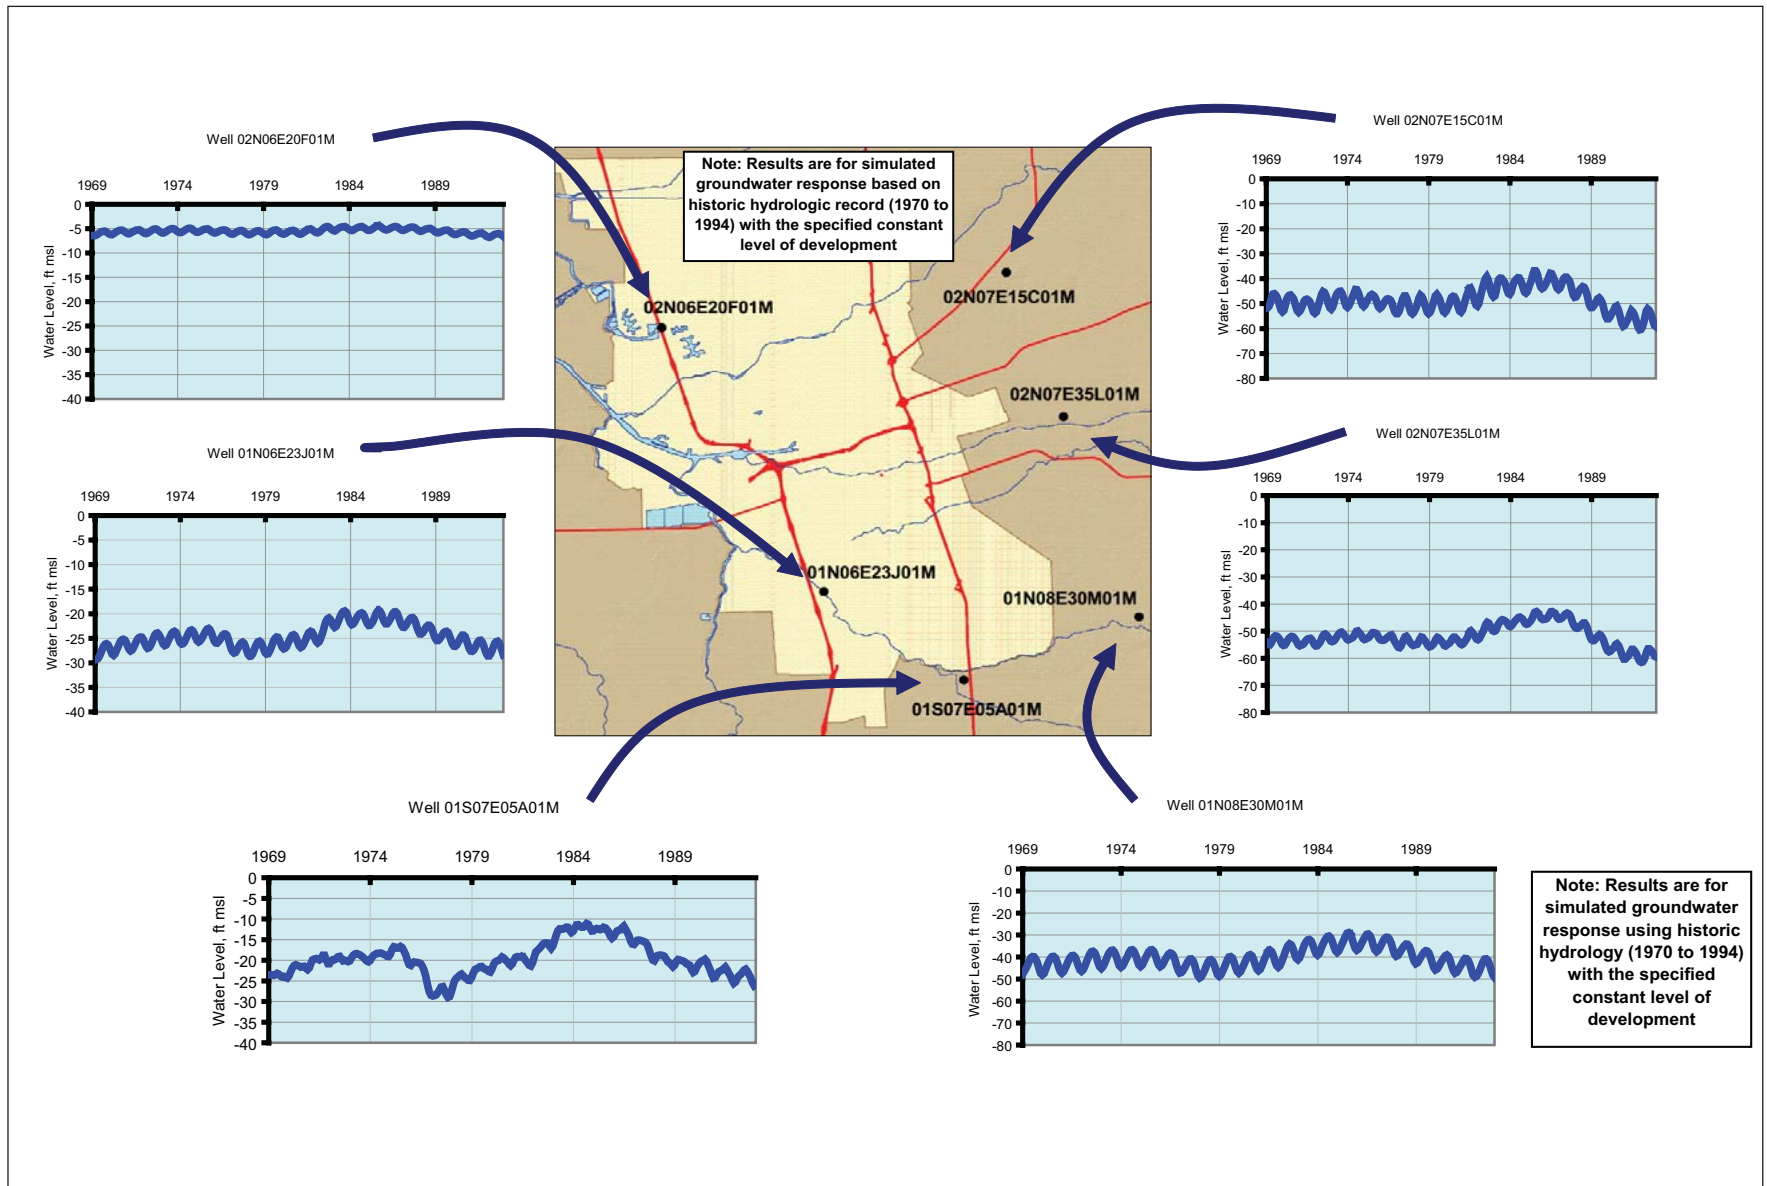 Well 02N06E20F01M
1969 1974 1979 1984 1989
0
-5
-10
-15
-20
-25
-30
-35
-40
Water Level, ft msl
Well 01N06E23J01M
1969 1974 1979 1984 1989
0
-5
-10
-15
-20
-25
-30
-35
-40
Water Level, ft msl
Note: Results are for simulated
groundwater response based on
historic hydrologic record (1970 to
1994) with the specified constant
level of development
02N07E15C01M
02N06E20F01M
02N07E35L01M
01N06E23J01M
01N08E30M01M
01S07E05A01M
Well 02N07E15C01M
1969 1974 1979 1984 1989
0
-10
-20
-30
-40
-50
-60
-70
-80
Water Level, ft msl
Well 02N07E35L01M
1969 1974 1979 1984 1989
0
-10
-20
-30
-40
-50
-60
-70
-80
Water Level, ft msl
Well 01S07E05A01M
1969 1974 1979 1984 1989
0
-5
-10
-15
-20
-25
-30
-35
-40
Water Level, ft msl
Well 01N08E30M01M
1969 1974 1979 1984 1989
0
-10
-20
-30
-40
-50
-60
-70
-80
Water Level, ft msl
Note: Results are for
simulated groundwater
response using historic
hydrology (1970 to 1994)
with the specified
constant level of
development